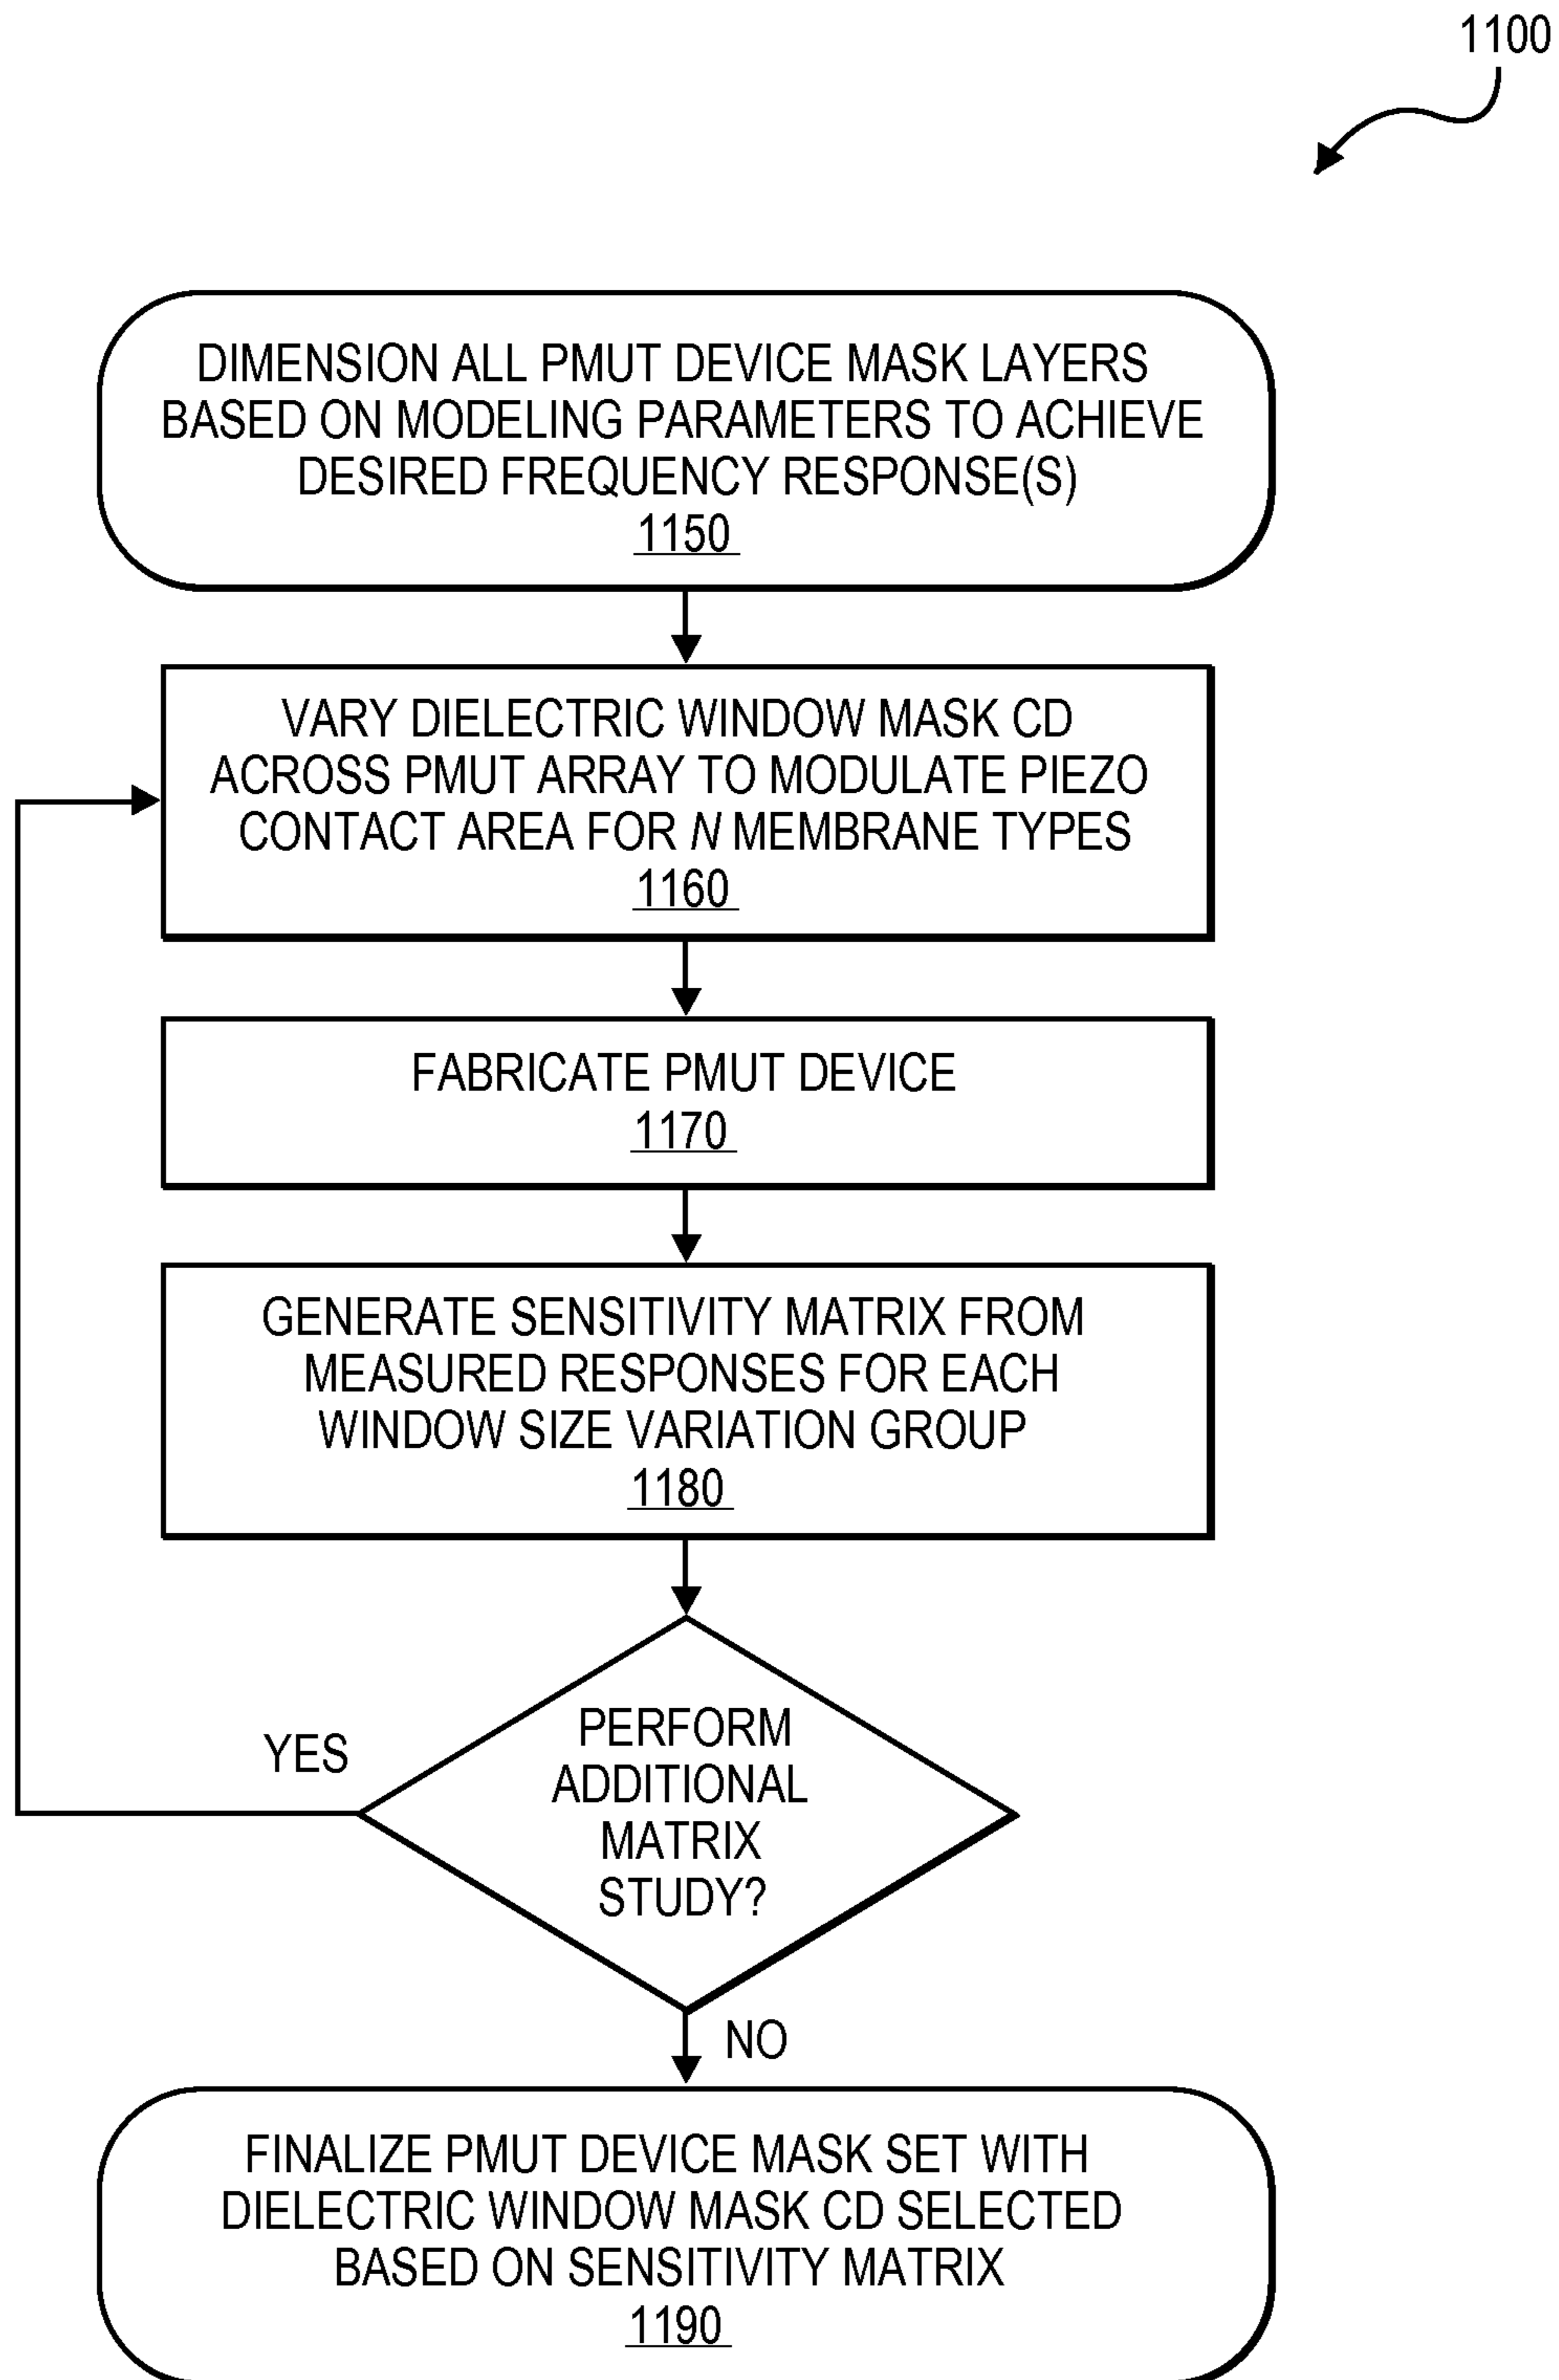 1100
DIMENSION ALL PMUT DEVICE MASK LAYERS
BASED ON MODELING PARAMETERS TO ACHIEVE
DESIRED FREQUENCY RESPONSE(S)
1150
VARY DIELECTRIC WINDOW MASK CD
ACROSS PMUT ARRAY TO MODULATE PIEZO
CONTACT AREA FOR N MEMBRANE TYPES
1160
FABRICATE PMUT DEVICE
1170
GENERATE SENSITIVITY MATRIX FROM
MEASURED RESPONSES FOR EACH
WINDOW SIZE VARIATION GROUP
1180
PERFORM
ADDITIONAL
MATRIX
STUDY?
YES
NO
FINALIZE PMUT DEVICE MASK SET WITH
DIELECTRIC WINDOW MASK CD SELECTED
BASED ON SENSITIVITY MATRIX
1190